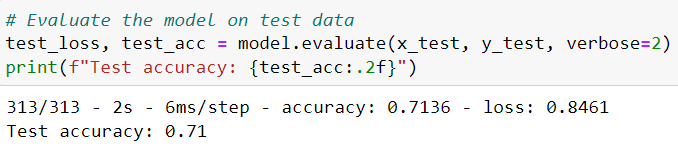 # Evaluate the model on test data
test_loss, test_acc = model.evaluate(x_test, y_test, verbose=2)
print(f"Test accuracy: {test_acc:.2f}")
313/313 - 2s - 6ms/step - accuracy: 0.7136 - loss: 0.8461
Test accuracy: 0.71